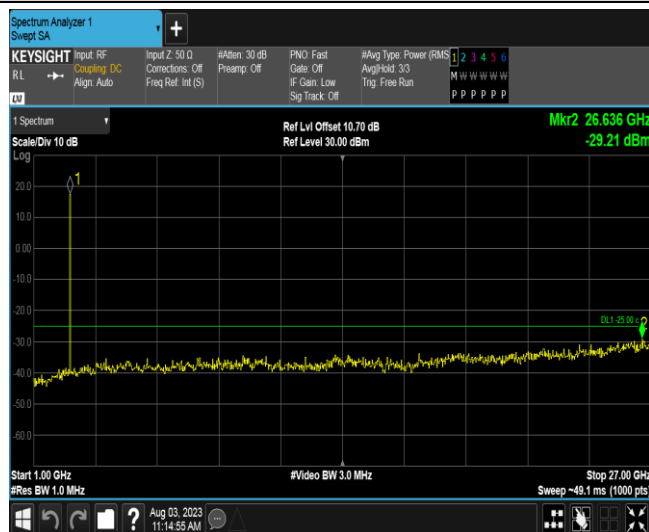 Spectrum Analyzer 1
Swept SA
+
KEYSIGHT Input: RF Input Z: 50 Ω #Atten: 30 dB PNO: Fast #Avg Type: Power (RMS 1 2 3 4 5 6
RL Coupling: DC Corrections: Off Preamp: Off Gate: Off Avg|Hold: 3/3 M W W W W W
Align: Auto Freq Ref: Int (S) IF Gain: Low Trig: Free Run
LXI Sig Track: Off P P P P P P
1 Spectrum Ref Lvl Offset 10.70 dB Mkr2 26.636 GHz
Scale/Div 10 dB Ref Level 30.00 dBm -29.21 dBm
Log
1
20.0
10.0
0.00
-10.0
-20.0
DL1 -25.00 2
-30.0
-40.0
-50.0
-60.0
Start 1.00 GHz #Video BW 3.0 MHz Stop 27.00 GHz
#Res BW 1.0 MHz Sweep ~49.1 ms (1000 pts)
? Aug 03, 2023
11:14:55 AM